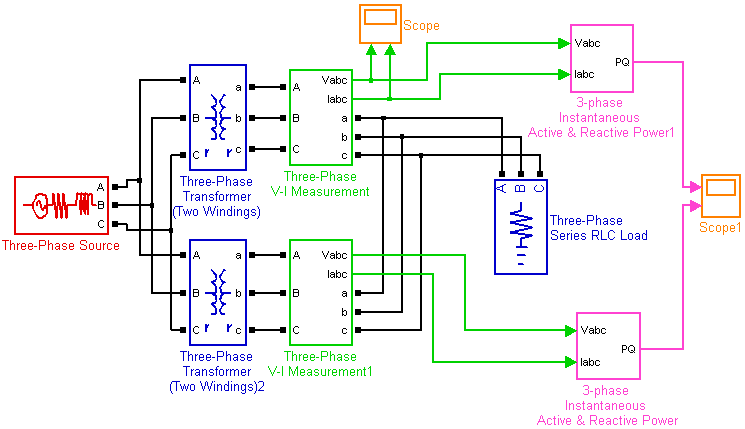 Scope
Vabc
Iabc
PQ
3-phase
Instantaneous
Active & Reactive Power1
A
B
C
a
b
c
Three-Phase
Transformer
(Two Windings)
A
B
C
Vabc
Iabc
a
b
c
Three-Phase
V-I Measurement
A
B
C
Three-Phase Source
A
B
C
Three-Phase
Series RLC Load
Scope1
A
B
C
a
b
c
Three-Phase
Transformer
(Two Windings)2
A
B
C
Vabc
Iabc
a
b
c
Three-Phase
V-I Measurement1
Vabc
Iabc
PQ
3-phase
Instantaneous
Active & Reactive Power